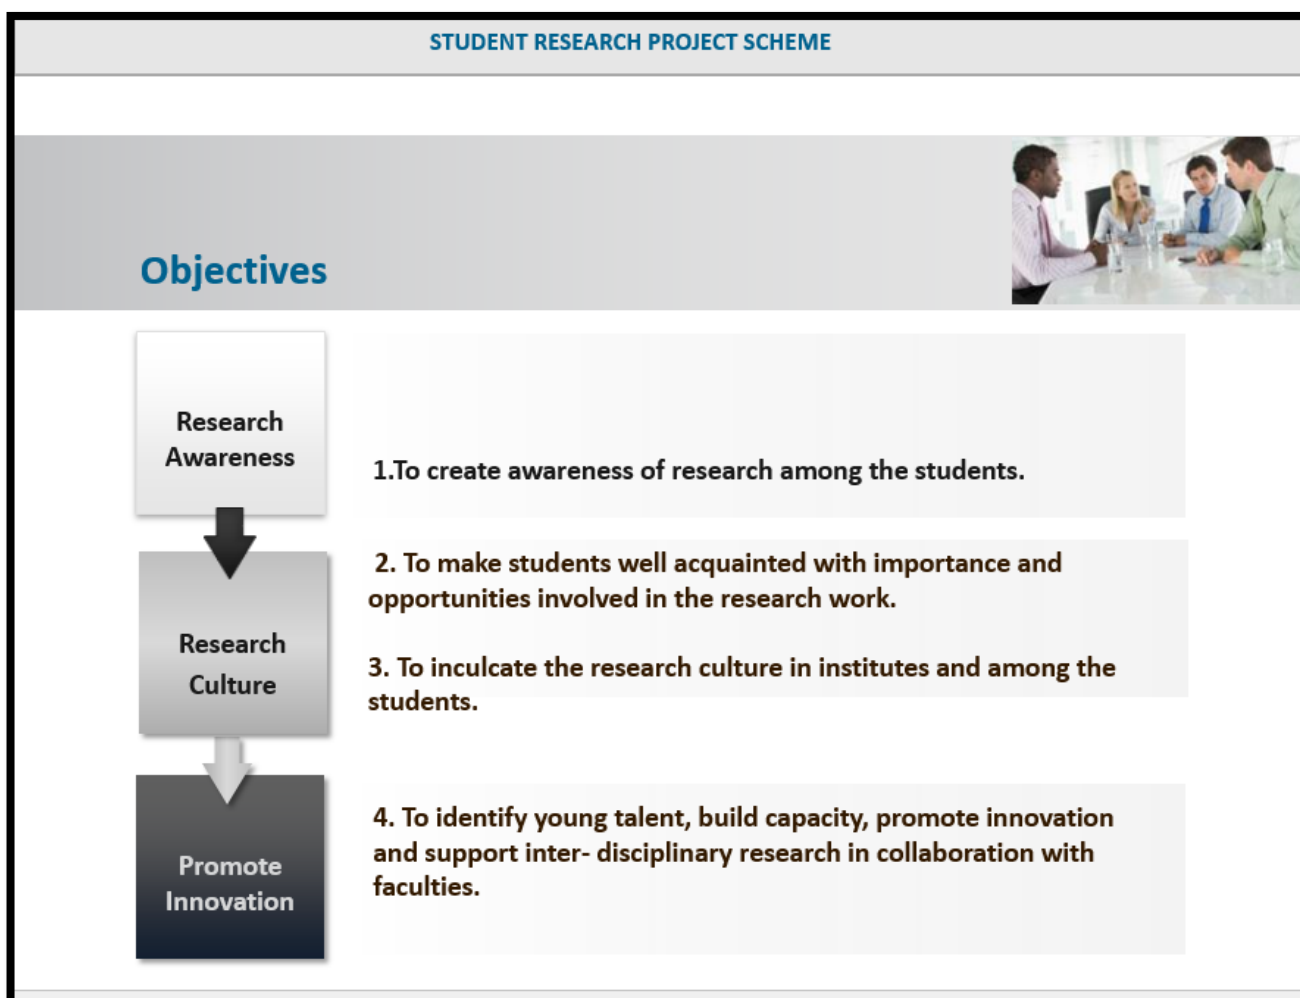 STUDENT RESEARCH PROJECT SCHEME
Objectives
Research
Awareness
1.To create awareness of research among the students.
Research
Culture
2. To make students well acquainted with importance and
opportunities involved in the research work.
3. To inculcate the research culture in institutes and among the
students.
Promote
Innovation
4. To identify young talent, build capacity, promote innovation
and support inter- disciplinary research in collaboration with
faculties.